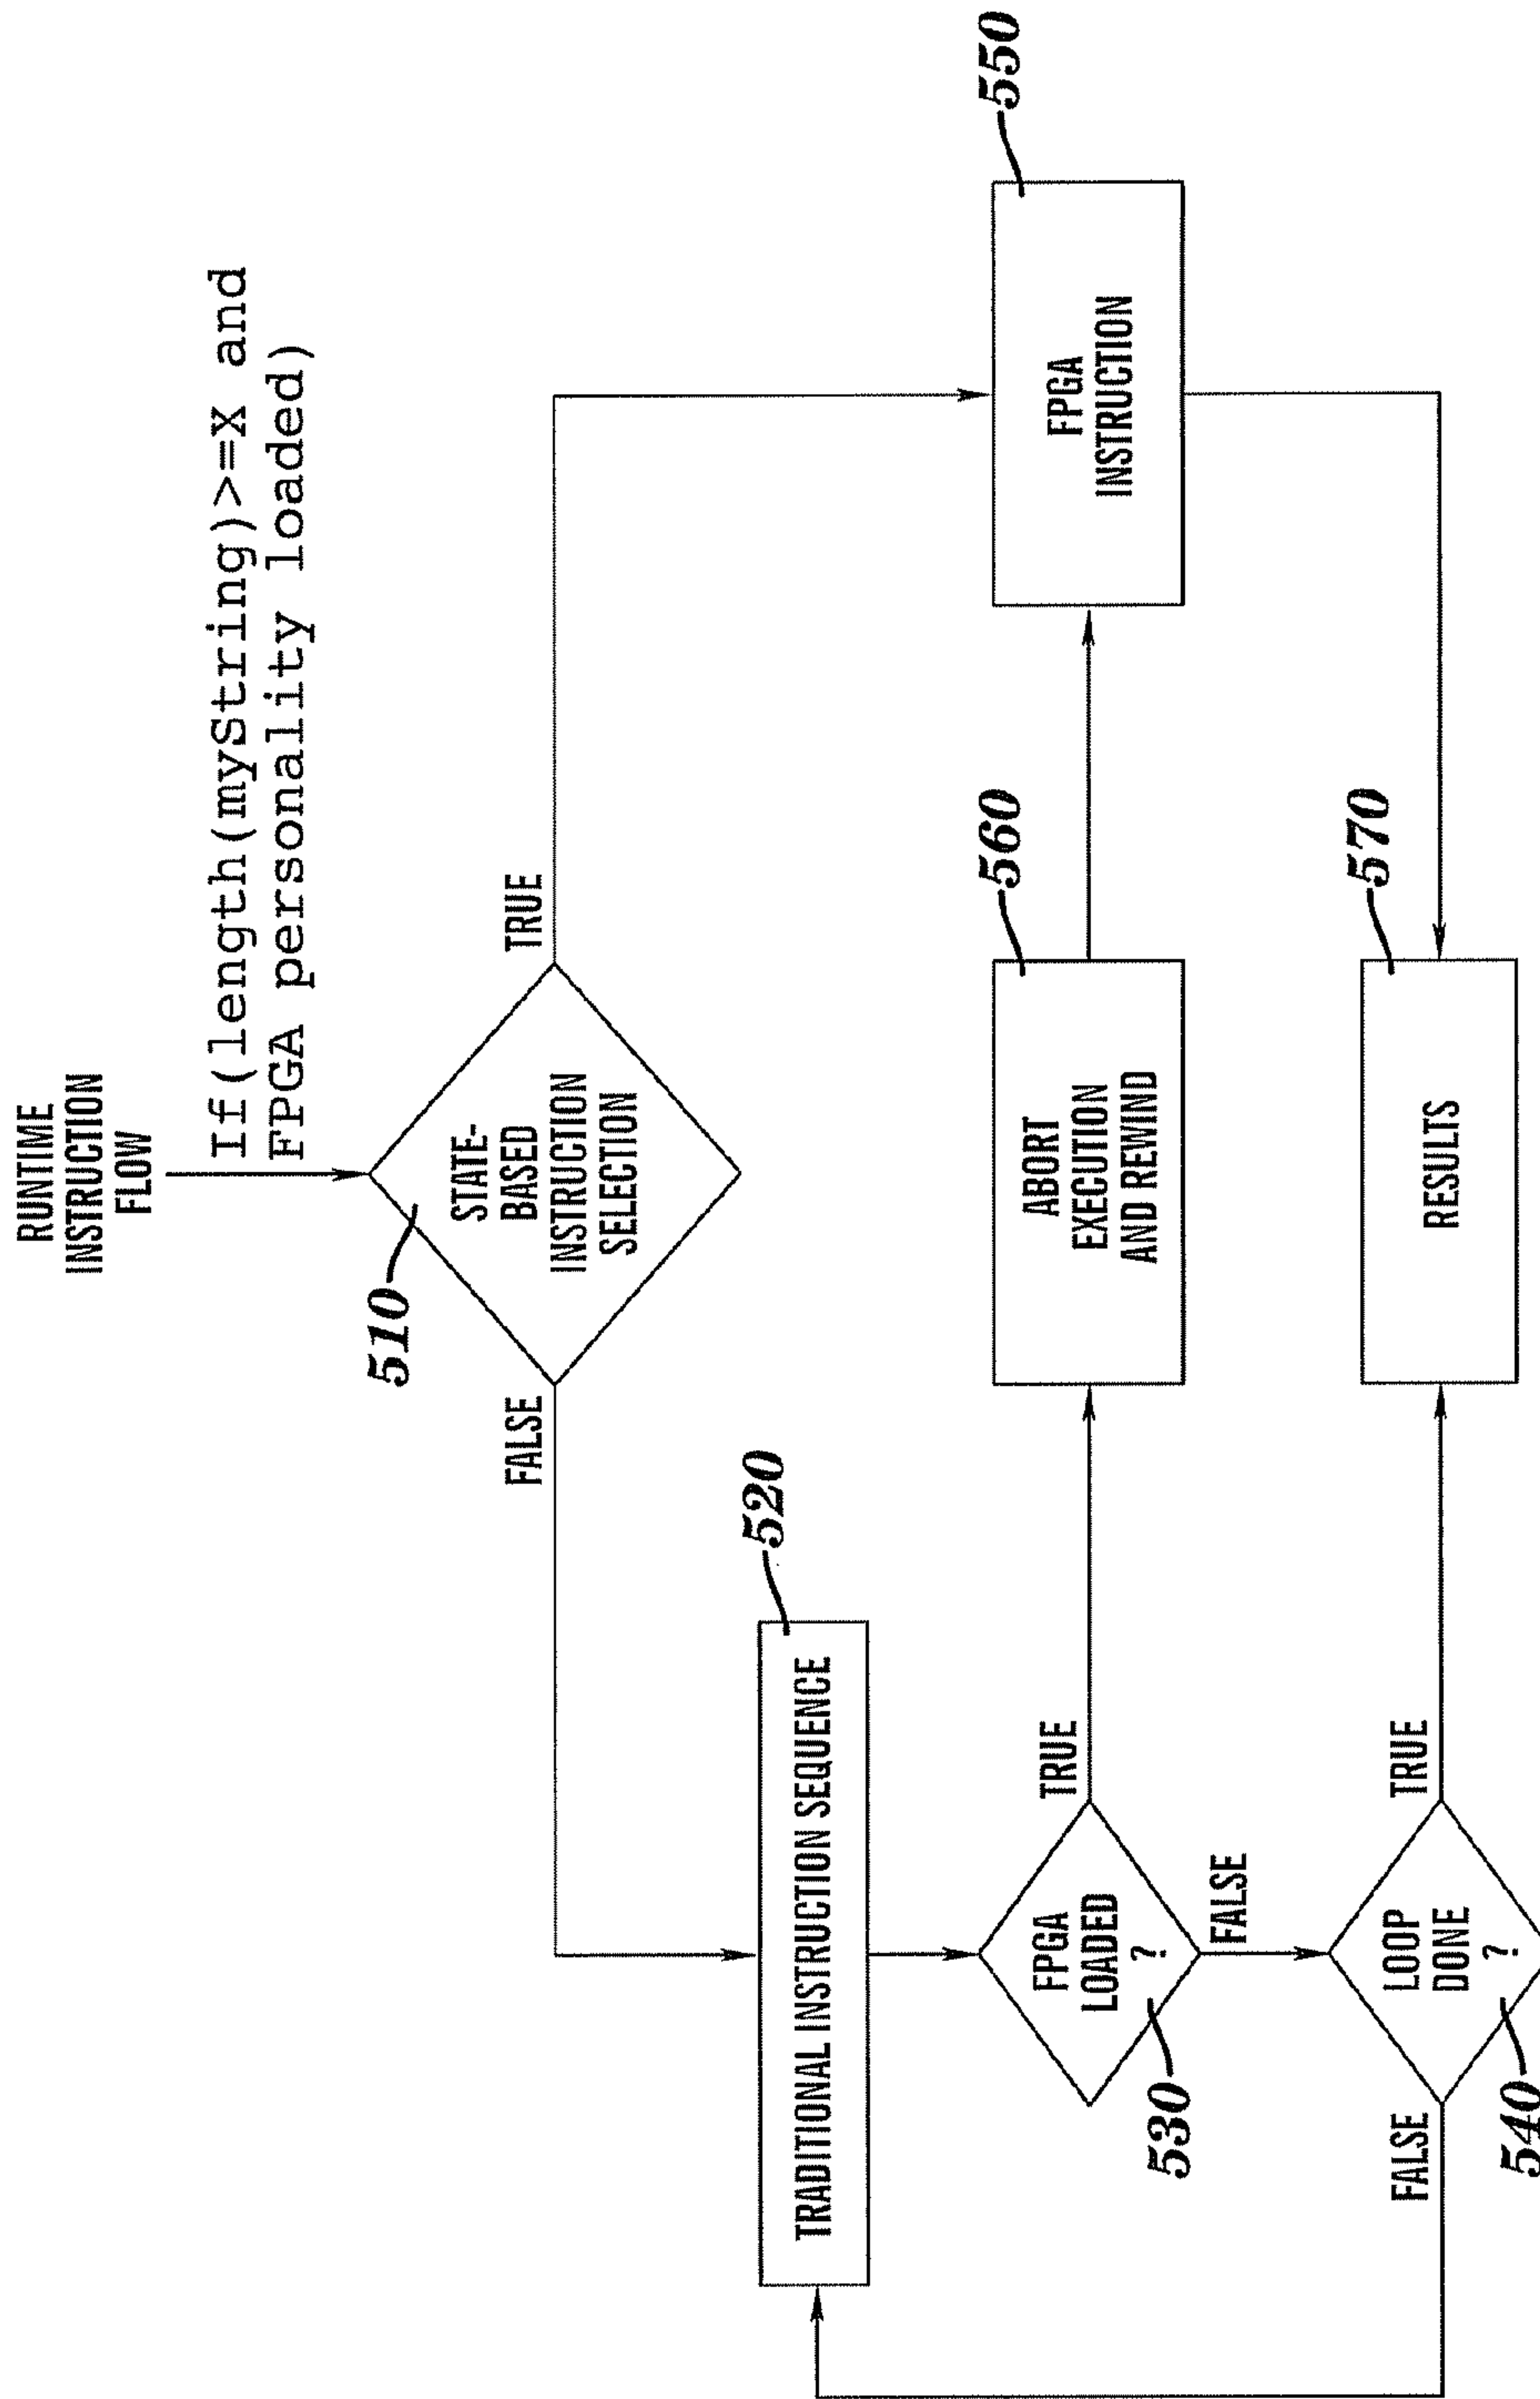 RUNTIME
INSTRUCTION
FLOW
If(length(myString)>=X and
FPGA personality loaded)
510
STATE-
BASED
INSTRUCTION
SELECTION
FALSE
TRUE
520
TRADITIONAL INSTRUCTION SEQUENCE
530
FPGA
LOADED
?
TRUE
FALSE
560
ABORT
EXECUTION
AND REWIND
550
FPGA
INSTRUCTION
540
LOOP
DONE
?
FALSE
TRUE
570
RESULTS